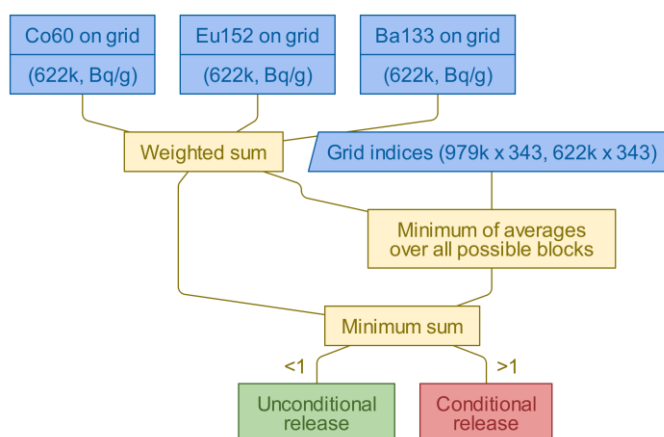 Co60 on grid
Eu152 on grid
Ba133 on grid
(622k, Bq/g)
(622k, Bq/g)
(622k, Bq/g)
Weighted sum
Grid indices (979k x 343, 622k x 343)
Minimum of averages
over all possible blocks
Minimum sum
<1
>1
Unconditional
release
Conditional
release